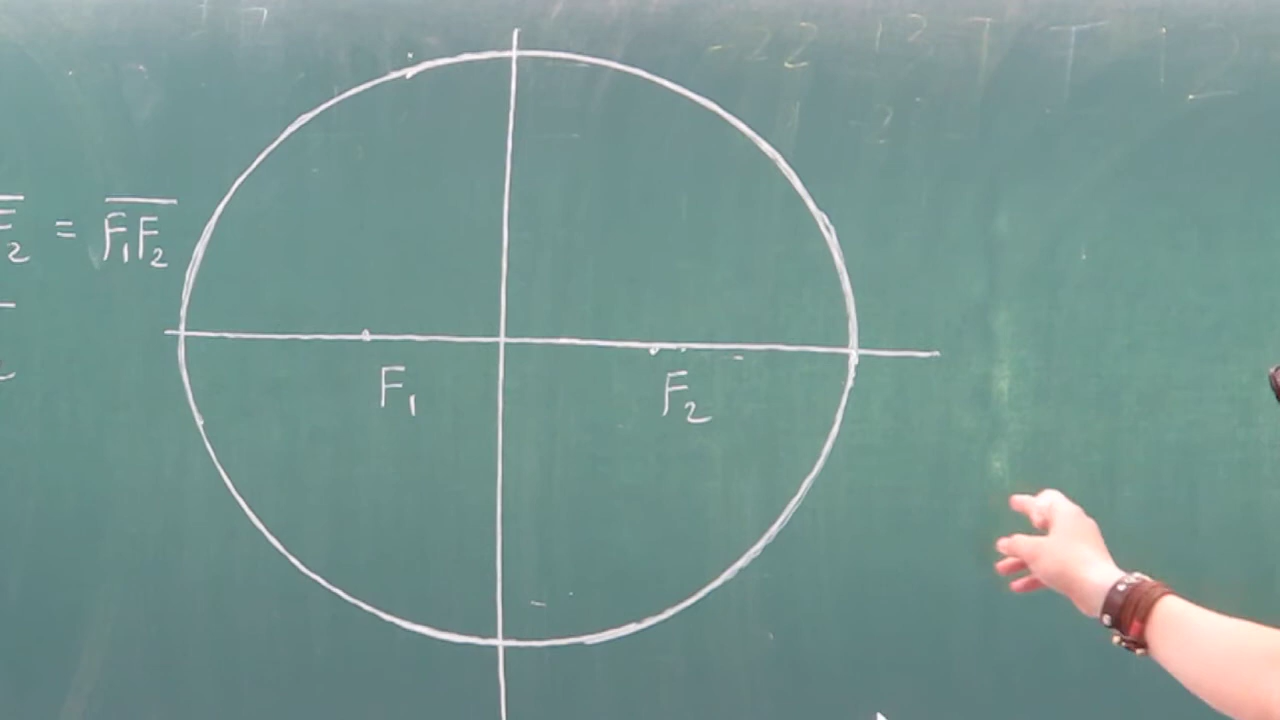 F₂ = F₁F₂
F₁
F₂